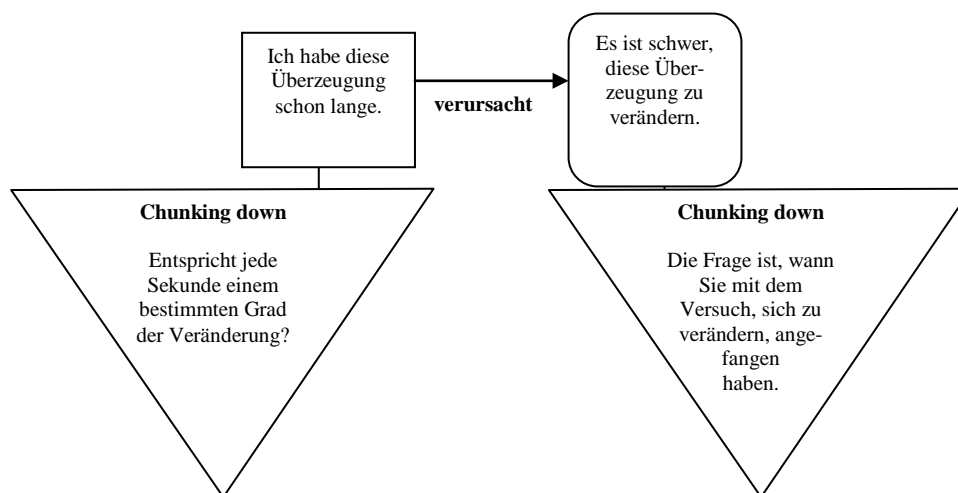 Ich habe diese
Überzeugung
schon lange.
verursacht
Es ist schwer,
diese Über-
zeugung zu
verändern.
Chunking down
Entspricht jede
Sekunde einem
bestimmten Grad
der Veränderung?
Chunking down
Die Frage ist, wann
Sie mit dem
Versuch, sich zu
verändern, ange-
fangen
haben.